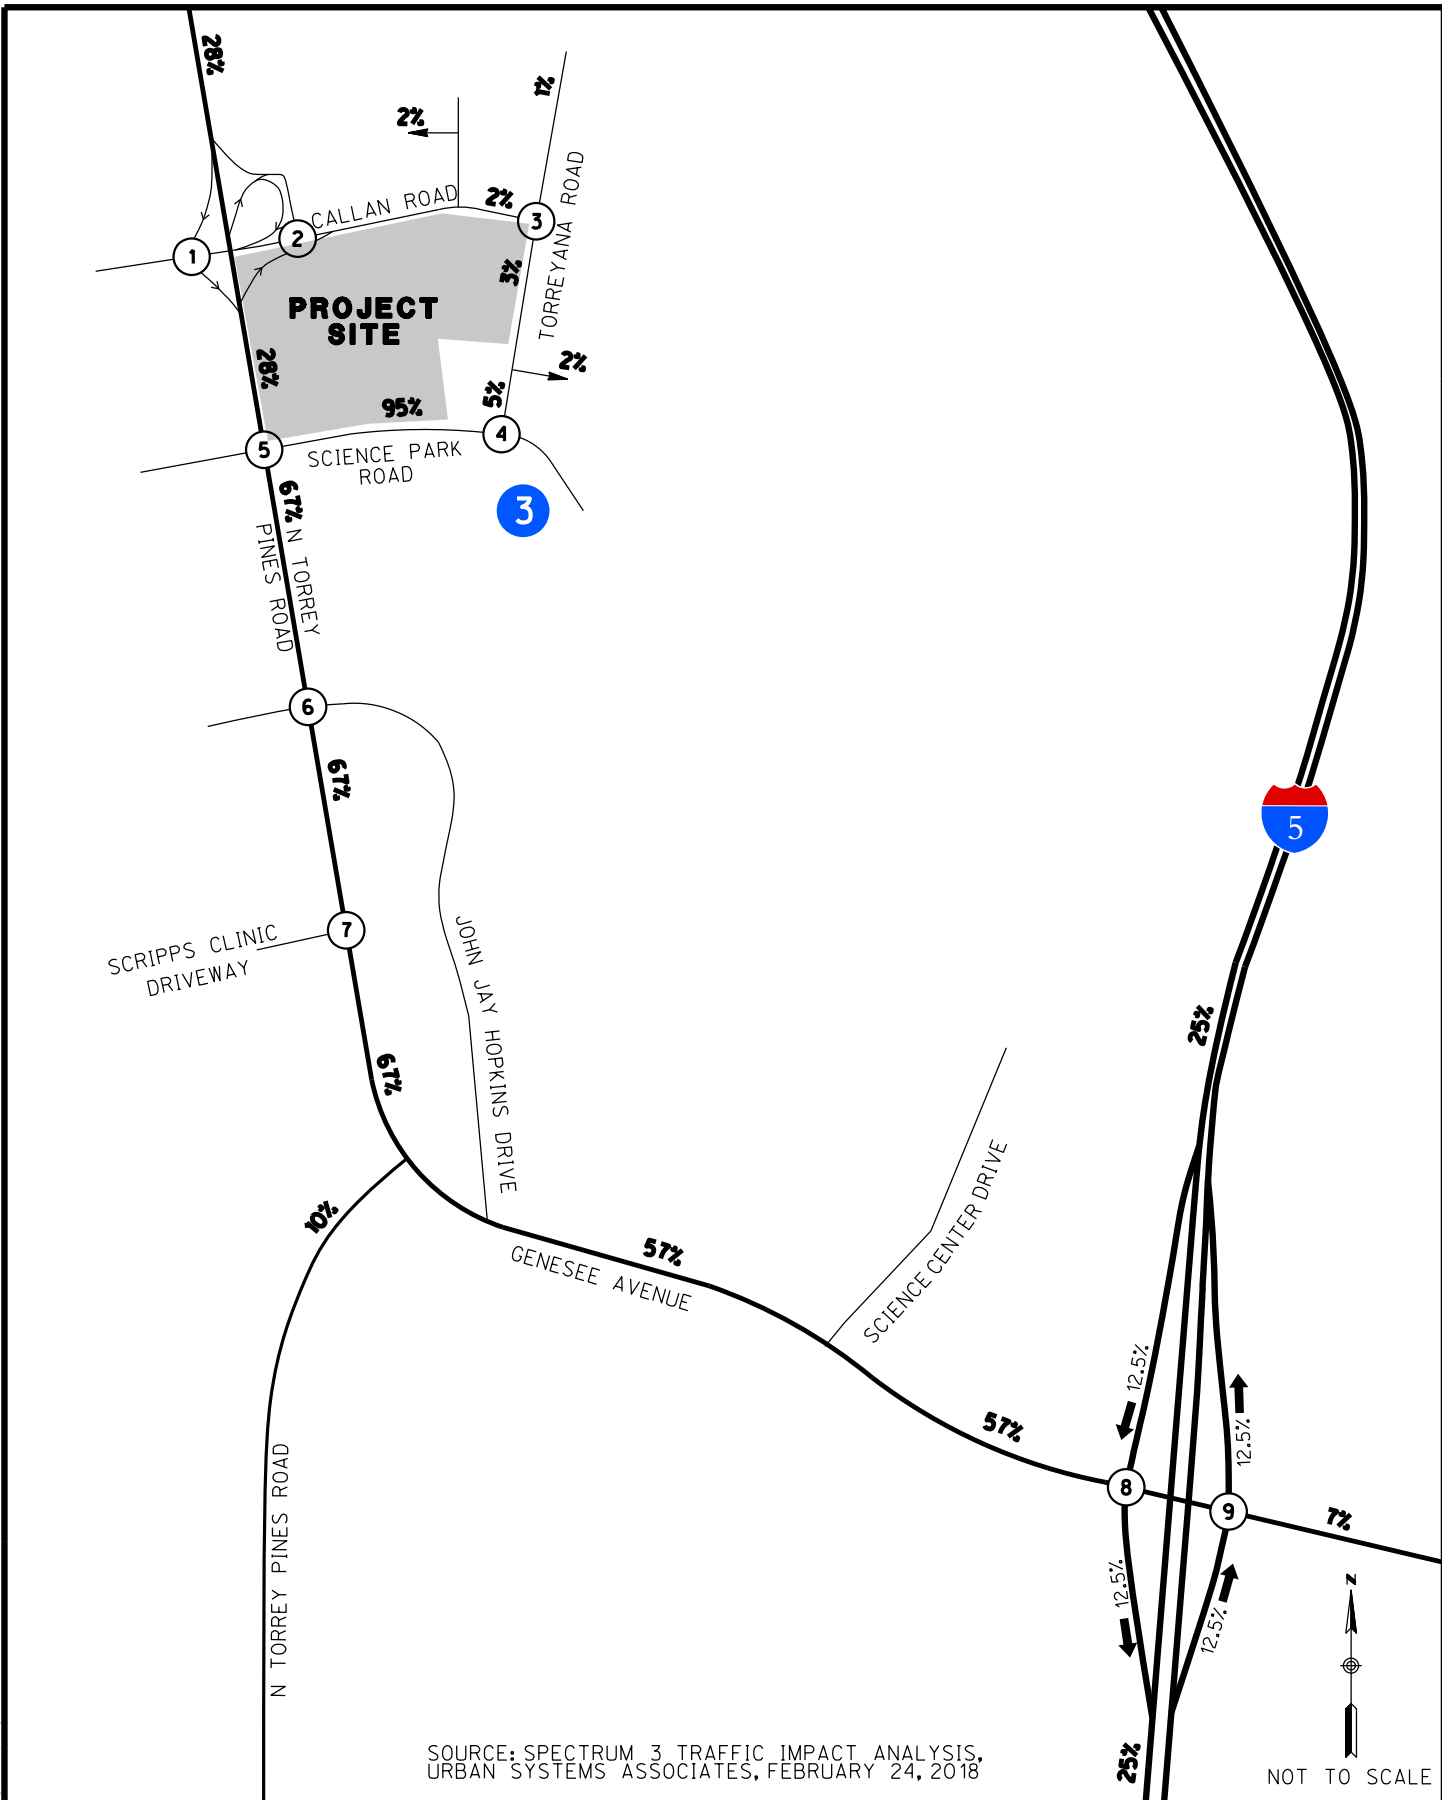 28%
1%
2%
2%
CALLAN ROAD
TORREYANA ROAD
3
2
1
3%
PROJECT
SITE
28%
2%
5%
95%
5
4
SCIENCE PARK
ROAD
3
67%
N TORREY
PINES ROAD
6
67%
5
7
SCRIPPS CLINIC
DRIVEWAY
JOHN JAY HOPKINS DRIVE
25%
67%
10%
SCIENCE CENTER DRIVE
57%
GENESEE AVENUE
12.5%
57%
12.5%
8
9
7%
N TORREY PINES ROAD
12.5%
12.5%
N
25%
SOURCE: SPECTRUM 3 TRAFFIC IMPACT ANALYSIS,
URBAN SYSTEMS ASSOCIATES, FEBRUARY 24, 2018
NOT TO SCALE